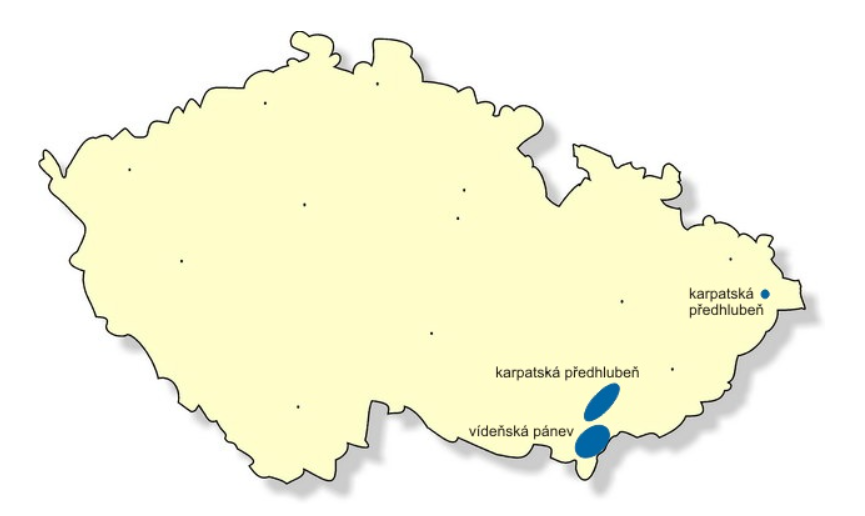 karpatská
předhlubeň
karpatská předhlubeň
vídeňská pánev